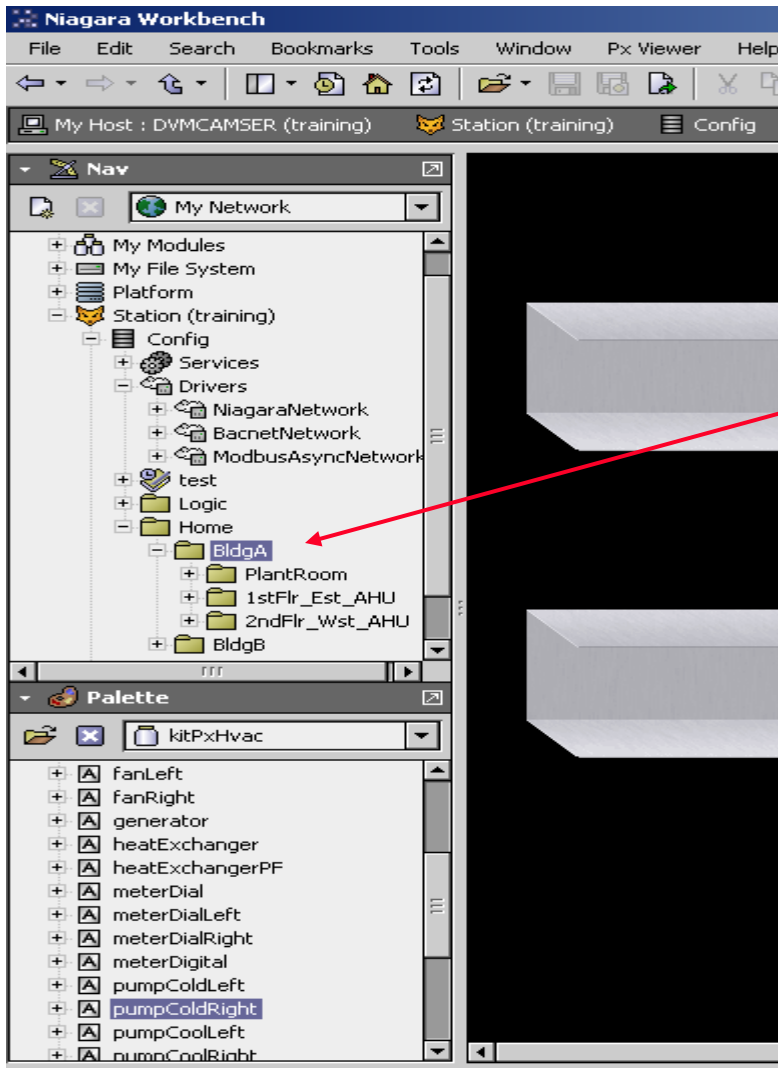 Niagara Workbench
File Edit Search Bookmarks Tools Window Px Viewer Help
My Host : DVMCAMSER (training) Station (training) Config
Nav
My Network
My Modules
My File System
Platform
Station (training)
Config
Services
Drivers
NiagaraNetwork
BacnetNetwork
ModbusAsyncNetwork
test
Logic
Home
BldgA
PlantRoom
1stFlr_Est_AHU
2ndFlr_Wst_AHU
BldgB
Palette
kitPxHvac
fanLeft
fanRight
generator
heatExchanger
heatExchangerPF
meterDial
meterDialLeft
meterDialRight
meterDigital
pumpColdLeft
pumpColdRight
pumpCoolLeft
pumpCoolRight